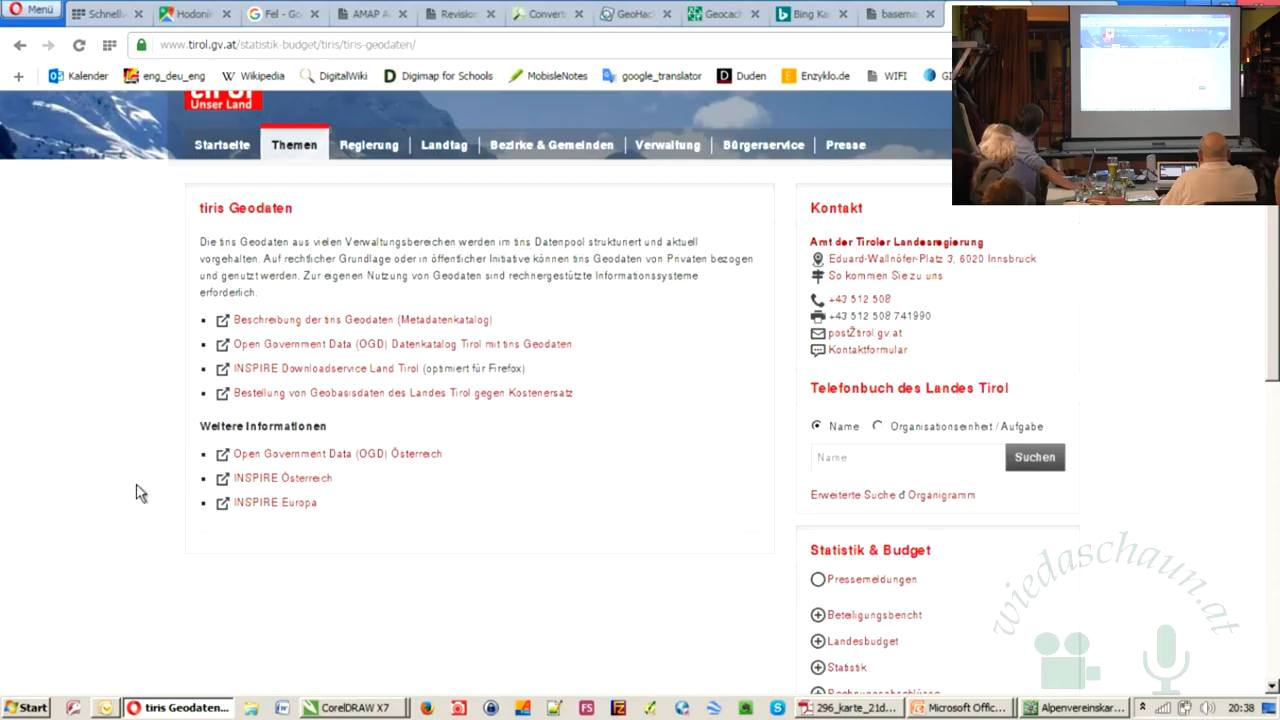 Menü
Schnell
Hodoni
Fel - Go
AMAP A
Revision
Convert
GeoHac
Geocach
Bing Ka
basema
www.tirol.gv.at/statistik-budget/tiris/tiris-geodaten/
Kalender
eng_deu_eng
Wikipedia
DigitalWiki
Digimap for Schools
MobisleNotes
google_translator
Duden
Enzyklo.de
WIFI
Unser Land
Startseite
Themen
Regierung
Landtag
Bezirke & Gemeinden
Verwaltung
Bürgerservice
Presse
tiris Geodaten
Die tiris Geodaten aus vielen Verwaltungsbereichen werden im tiris Datenpool strukturiert und aktuell
vorgehalten. Auf rechtlicher Grundlage oder in öffentlicher Initiative können tiris Geodaten von Privaten bezogen
und genutzt werden. Zur eigenen Nutzung von Geodaten sind rechnergestützte Informationssysteme
erforderlich.
Beschreibung der tiris Geodaten (Metadatenkatalog)
Open Government Data (OGD) Datenkatalog Tirol mit tiris Geodaten
INSPIRE Downloadservice Land Tirol (optimiert für Firefox)
Bestellung von Geobasisdaten des Landes Tirol gegen Kostenersatz
Weitere Informationen
Open Government Data (OGD) Österreich
INSPIRE Österreich
INSPIRE Europa
Kontakt
Amt der Tiroler Landesregierung
Eduard-Wallnöfer-Platz 3, 6020 Innsbruck
So kommen Sie zu uns
+43 512 508
+43 512 508 741990
postŽtirol.gv.at
Kontaktformular
Telefonbuch des Landes Tirol
Name
Organisationseinheit / Aufgabe
Name
Suchen
Erweiterte Suche đ Organigramm
Statistik & Budget
Pressemeldungen
Beteiligungsbericht
Landesbudget
Statistik
Rechnungsabschlüsse
wiedaschaun.at
Start
tiris Geodaten...
CorelDRAW X7
296_karte_21d...
Microsoft Offic...
Alpenvereinskar...
20:38